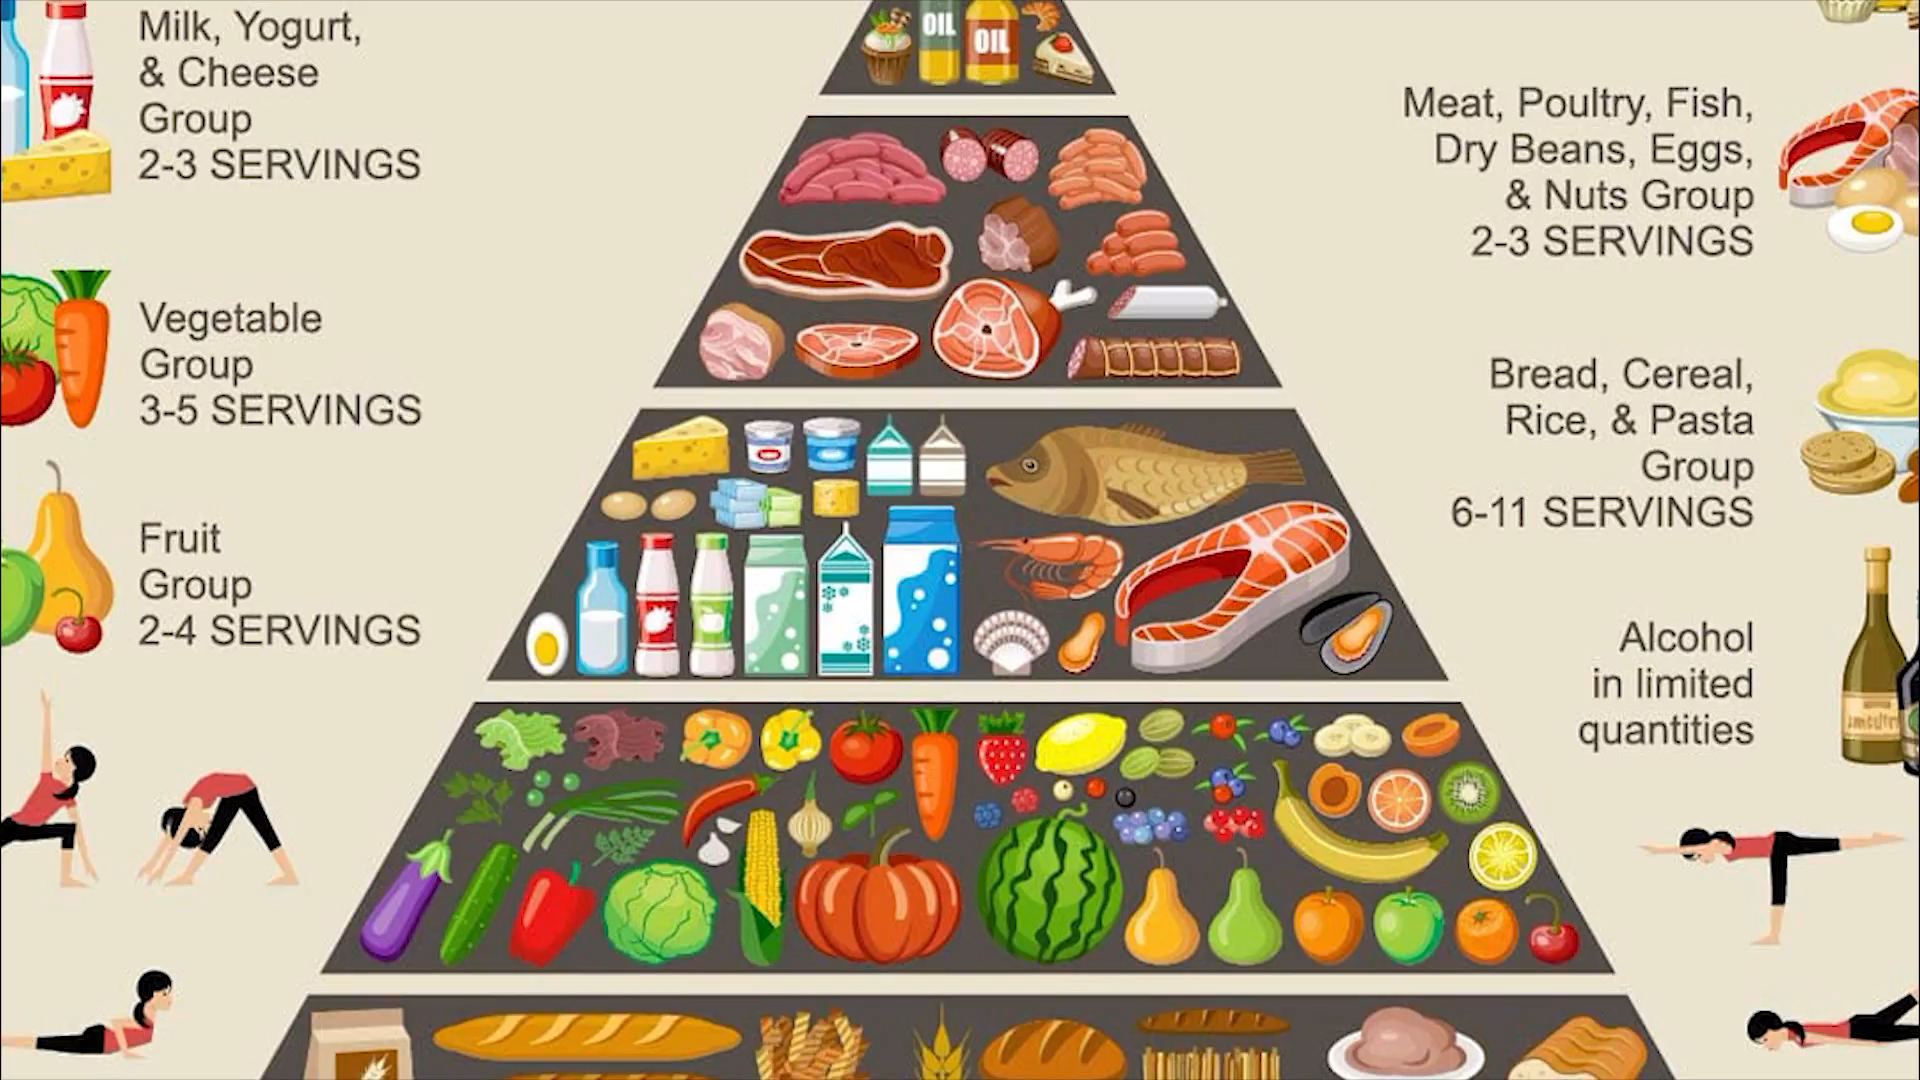 Milk, Yogurt,
& Cheese
Group
2-3 SERVINGS
Vegetable
Group
3-5 SERVINGS
Fruit
Group
2-4 SERVINGS
OIL
OIL
Meat, Poultry, Fish,
Dry Beans, Eggs,
& Nuts Group
2-3 SERVINGS
Bread, Cereal,
Rice, & Pasta
Group
6-11 SERVINGS
Alcohol
in limited
quantities